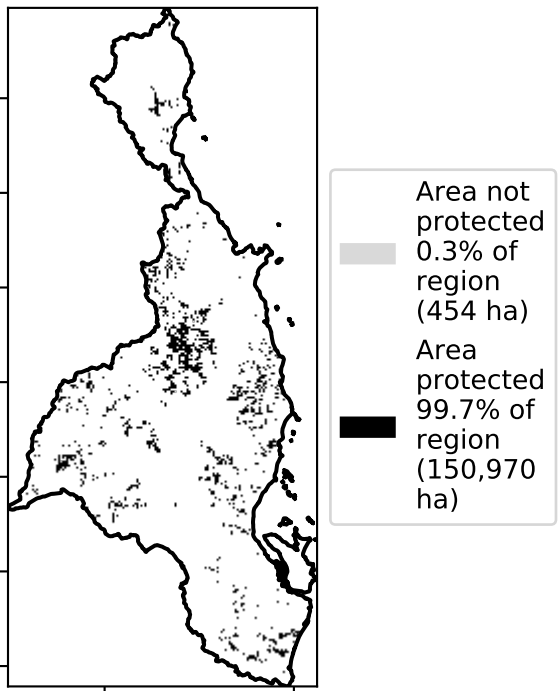 Area not
protected
0.3% of
region
(454 ha)
Area
protected
99.7% of
region
(150,970
ha)